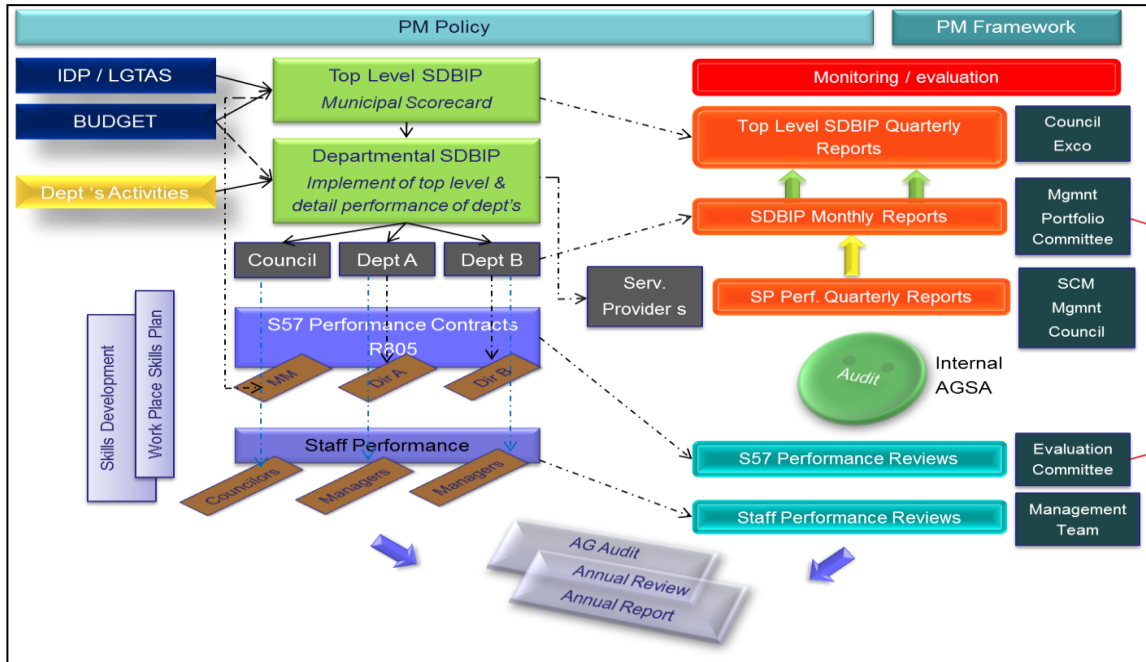 PM Policy
PM Framework
IDP / LGTAS
BUDGET
Dept 's Activities
Top Level SDBIP
Municipal Scorecard
Departmental SDBIP
Implement of top level &
detail performance of dept's
Council
Dept A
Dept B
Serv.
Provider s
S57 Performance Contracts
R805
MM
Dir A
Dir B
Staff Performance
Councilors
Managers
Managers
Skills Development
Work Place Skills Plan
Monitoring / evaluation
Top Level SDBIP Quarterly
Reports
Council
Exco
SDBIP Monthly Reports
Mgmnt
Portfolio
Committee
SP Perf. Quarterly Reports
SCM
Mgmnt
Council
Audit
Internal
AGSA
S57 Performance Reviews
Evaluation
Committee
Staff Performance Reviews
Management
Team
AG Audit
Annual Review
Annual Report